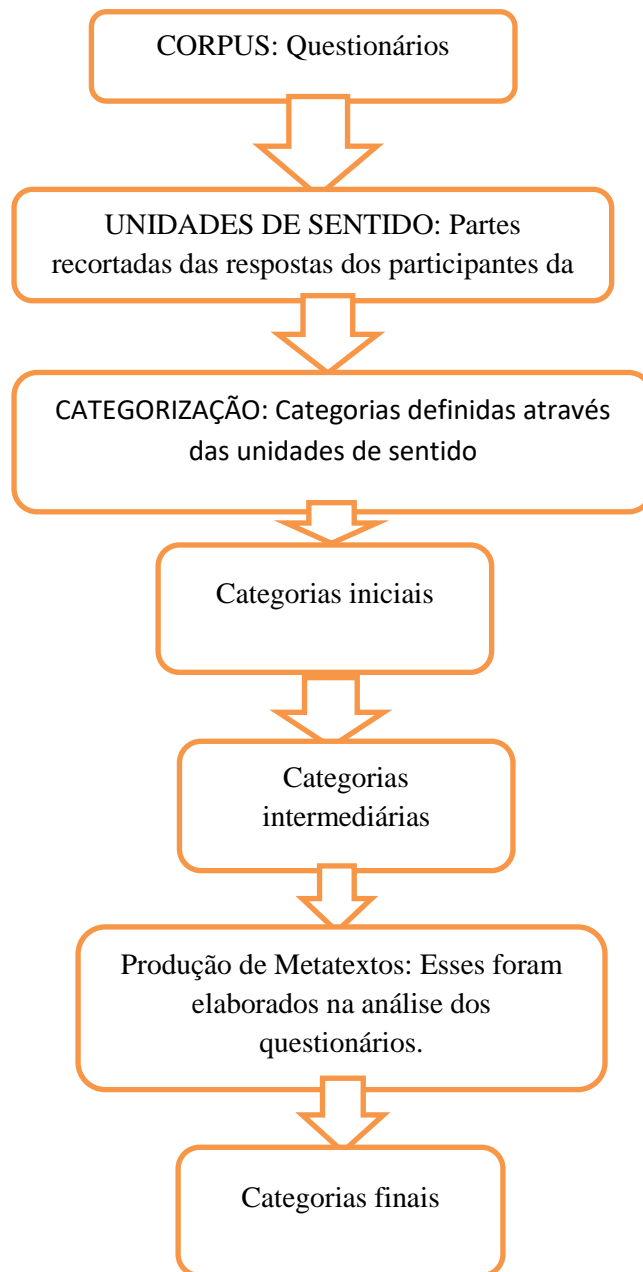 CORPUS: Questionários
UNIDADES DE SENTIDO: Partes
recortadas das respostas dos participantes da
CATEGORIZAÇÃO: Categorias definidas através
das unidades de sentido
Categorias iniciais
Categorias
intermediárias
Produção de Metatextos: Esses foram
elaborados na análise dos
questionários.
Categorias finais